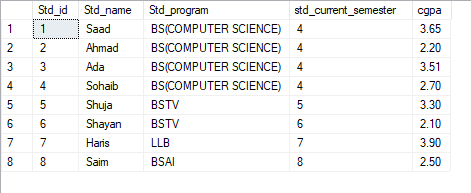 Std_id Std_name Std_program std_current_semester cgpa
1 1 Saad BS(COMPUTER SCIENCE) 4 3.65
2 2 Ahmad BS(COMPUTER SCIENCE) 4 2.20
3 3 Ada BS(COMPUTER SCIENCE) 4 3.51
4 4 Sohaib BS(COMPUTER SCIENCE) 4 2.70
5 5 Shuja BSTV 5 3.30
6 6 Shayan BSTV 6 2.10
7 7 Haris LLB 7 3.90
8 8 Saim BSAI 8 2.50